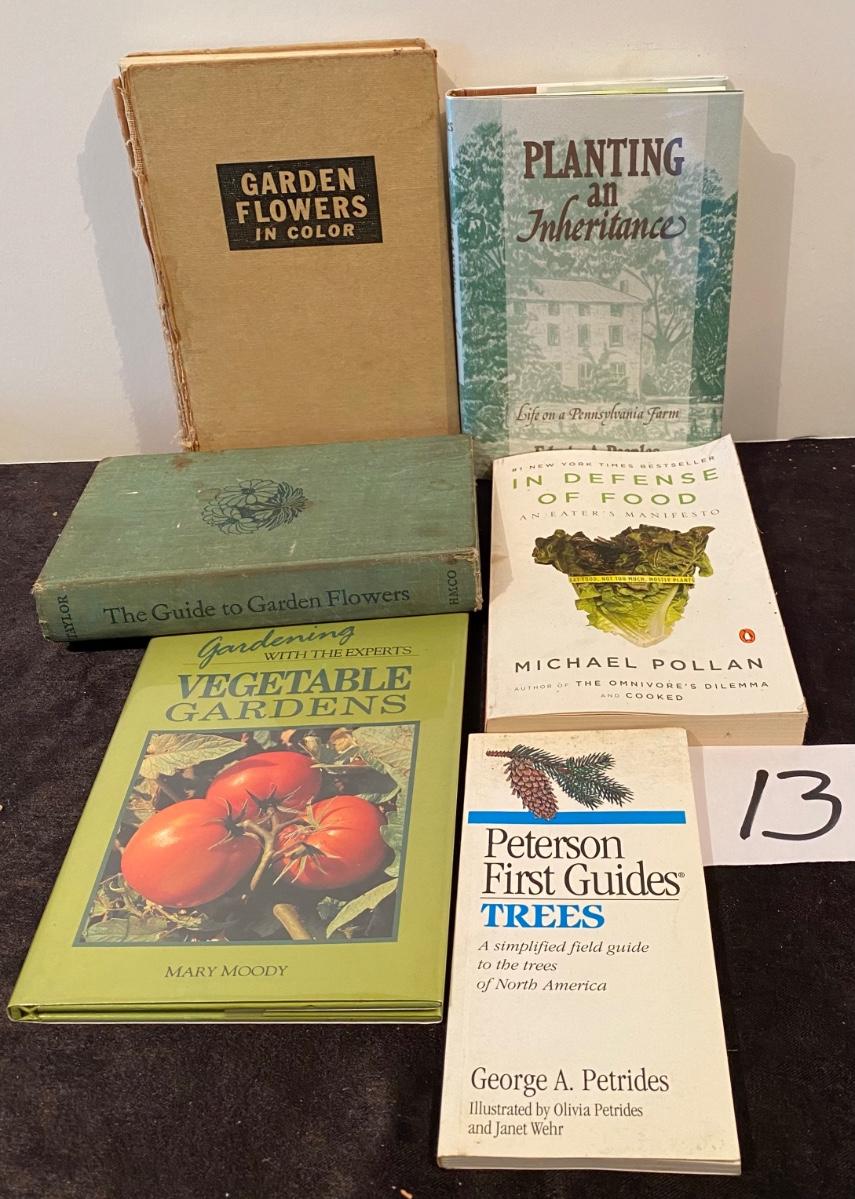 GARDEN
FLOWERS
IN COLOR
PLANTING
an
Inheritance
Life on a Pennsylvania Farm
TAYLOR
The Guide to Garden Flowers
HMCO
#1 NEW YORK TIMES BESTSELLER
IN DEFENSE
OF FOOD
AN EATER'S MANIFESTO
EAT FOOD. NOT TOO MUCH. MOSTLY PLANTS
MICHAEL POLLAN
AUTHOR OF THE OMNIVORE'S DILEMMA
AND COOKED
Gardening
WITH THE EXPERTS
VEGETABLE
GARDENS
MARY MOODY
13
Peterson
First Guides®
TREES
A simplified field guide
to the trees
of North America
George A. Petrides
Illustrated by Olivia Petrides
and Janet Wehr